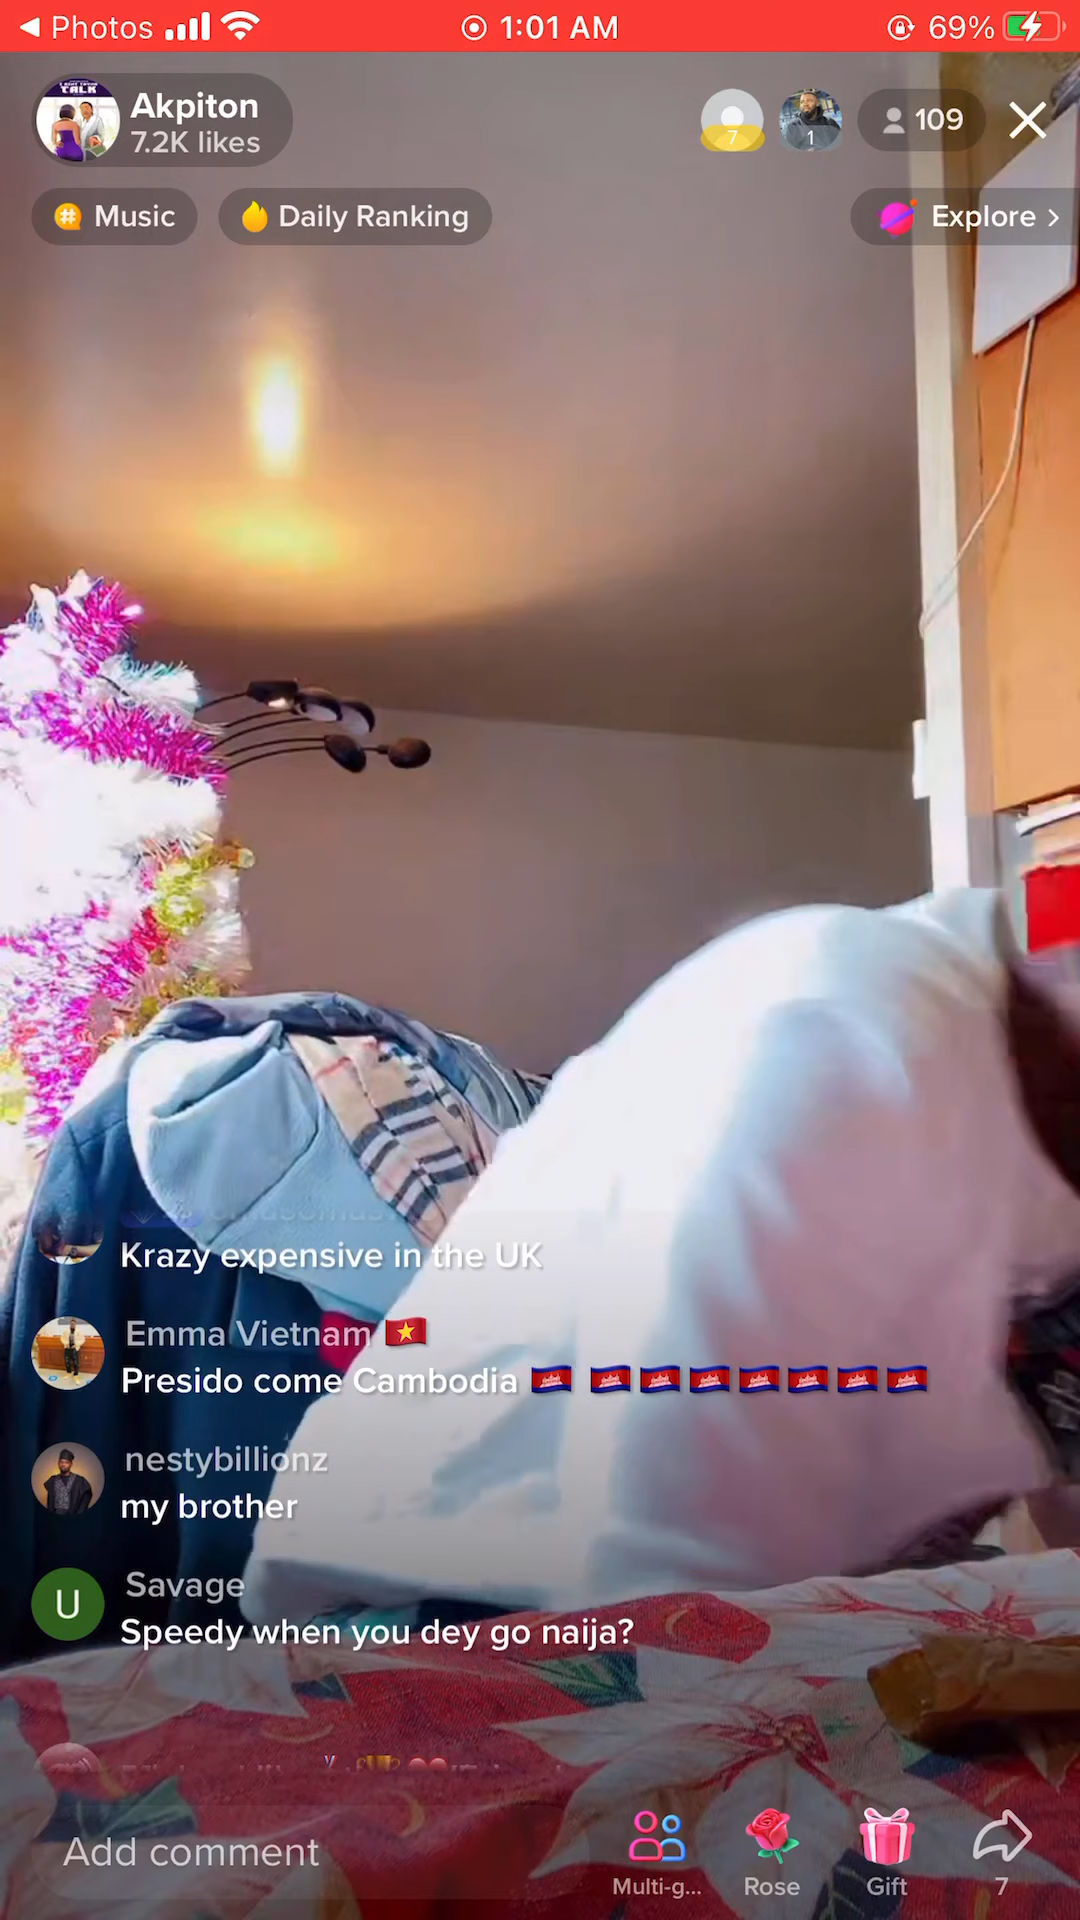 Photos
1:01 AM
69%
TALK
Akpiton
7.2K likes
7
1
109
Music
Daily Ranking
Explore >
Krazy expensive in the UK
Emma Vietnam 🇻🇳
Presido come Cambodia 🇰🇭 🇰🇭🇰🇭🇰🇭🇰🇭🇰🇭🇰🇭🇰🇭
nestybillionz
my brother
U
Savage
Speedy when you dey go naija?
Add comment
Multi-g...
Rose
Gift
7